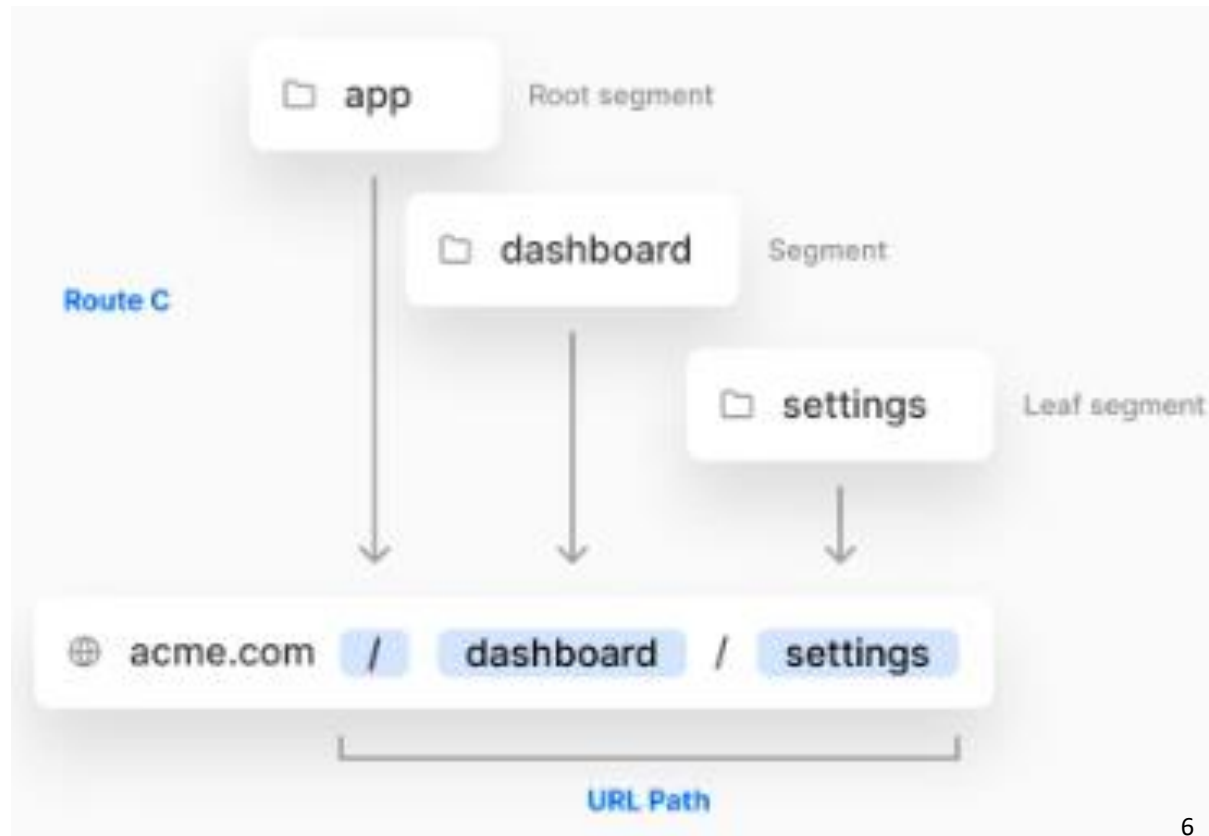 app Root segment
dashboard Segment
Route C
settings Leaf segment
acme.com / dashboard / settings
URL Path
6